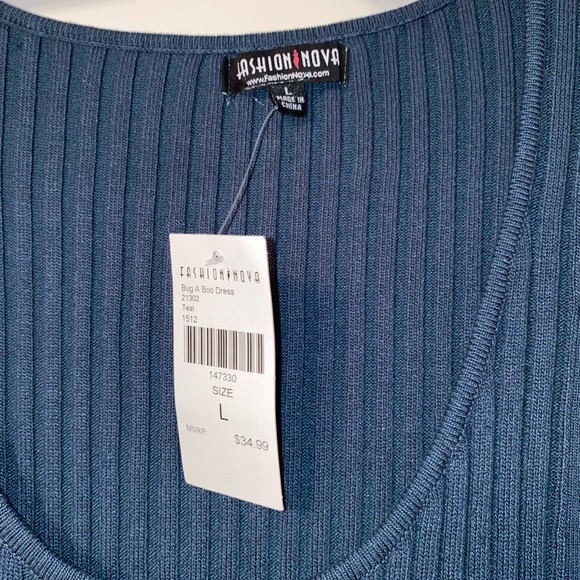 FASHION NOVA
www.FashionNova.com
L
MADE IN
CHINA
FASHION NOVA
Bug A Boo Dress
21302
Teal
1512
147330
SIZE
L
MSRP: $34.99